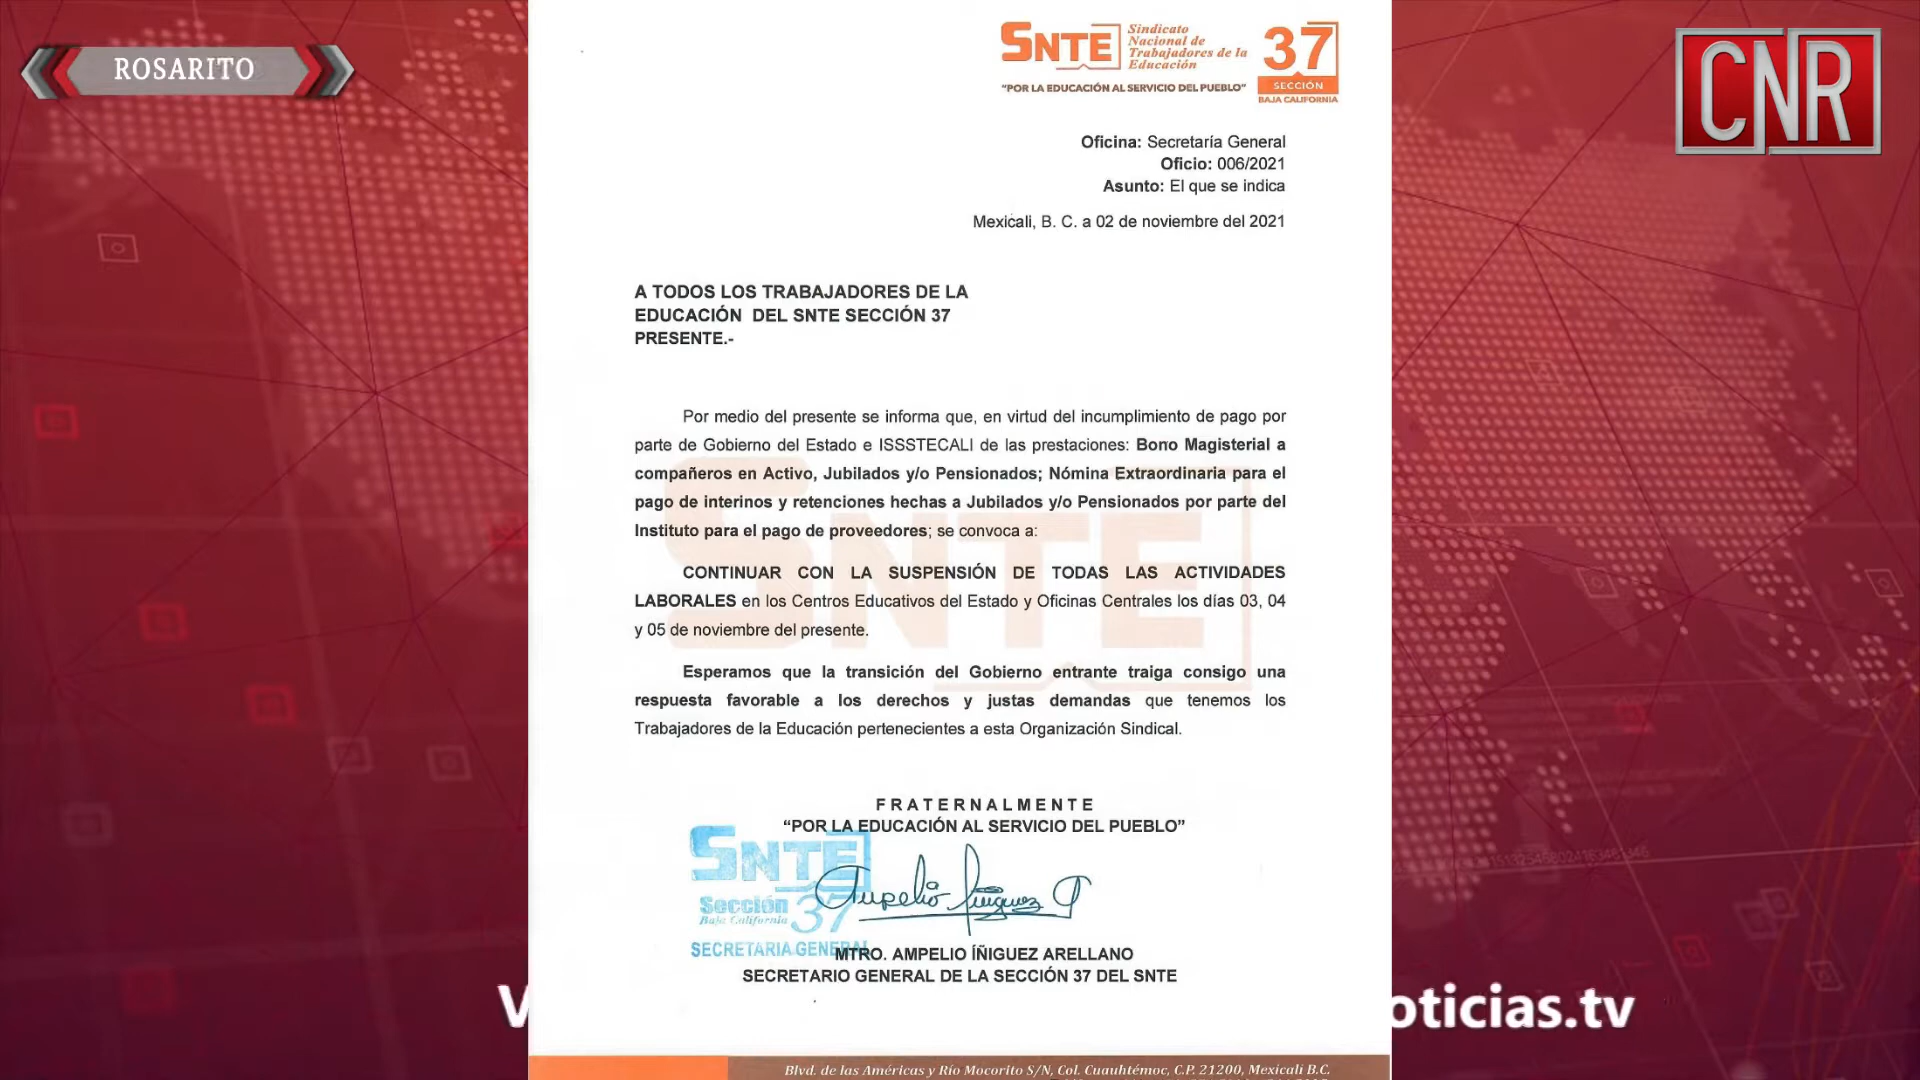 ROSARITO
CNR
SNTE
Sindicato
Nacional de
Trabajadores de la
Educación
37
SECCIÓN
BAJA CALIFORNIA
"POR LA EDUCACIÓN AL SERVICIO DEL PUEBLO"
Oficina: Secretaría General
Oficio: 006/2021
Asunto: El que se indica
Mexicali, B. C. a 02 de noviembre del 2021
A TODOS LOS TRABAJADORES DE LA
EDUCACIÓN DEL SNTE SECCIÓN 37
PRESENTE.-
Por medio del presente se informa que, en virtud del incumplimiento de pago por
parte de Gobierno del Estado e ISSSTECALI de las prestaciones: Bono Magisterial a
compañeros en Activo, Jubilados y/o Pensionados; Nómina Extraordinaria para el
pago de interinos y retenciones hechas a Jubilados y/o Pensionados por parte del
Instituto para el pago de proveedores; se convoca a:
CONTINUAR CON LA SUSPENSIÓN DE TODAS LAS ACTIVIDADES
LABORALES en los Centros Educativos del Estado y Oficinas Centrales los días 03, 04
y 05 de noviembre del presente.
Esperamos que la transición del Gobierno entrante traiga consigo una
respuesta favorable a los derechos y justas demandas que tenemos los
Trabajadores de la Educación pertenecientes a esta Organización Sindical.
SNTE
FRATERNALMENTE
"POR LA EDUCACIÓN AL SERVICIO DEL PUEBLO"
SNTE
Sección 37
Baja California
SECRETARIA GENERAL
Ampelio Íñiguez
MTRO. AMPELIO ÍÑIGUEZ ARELLANO
SECRETARIO GENERAL DE LA SECCIÓN 37 DEL SNTE
oticias.tv
Blvd. de las Américas y Río Mocorito S/N, Col. Cuauhtémoc, C.P. 21200, Mexicali B.C.